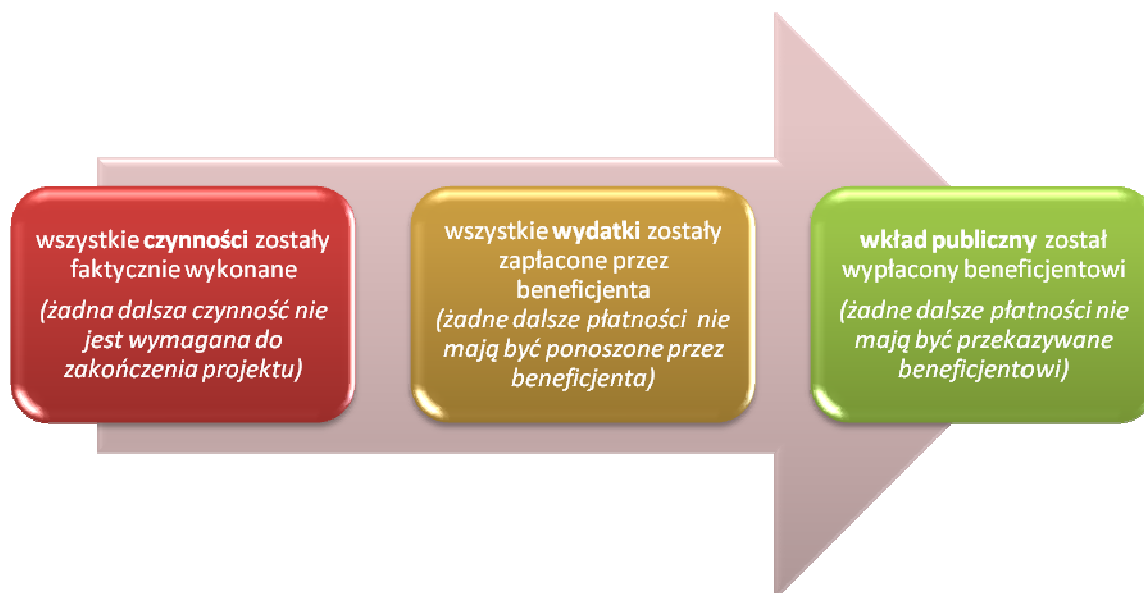 wszystkie czynności zostały
faktycznie wykonane
(żadna dalsza czynność nie
jest wymagana do
zakończenia projektu)
wszystkie wydatki zostały
zapłacone przez
beneficjenta
(żadne dalsze płatności nie
mają być ponoszone przez
beneficjenta)
wkład publiczny został
wypłacony beneficjentowi
(żadne dalsze płatności nie
mają być przekazywane
beneficjentowi)